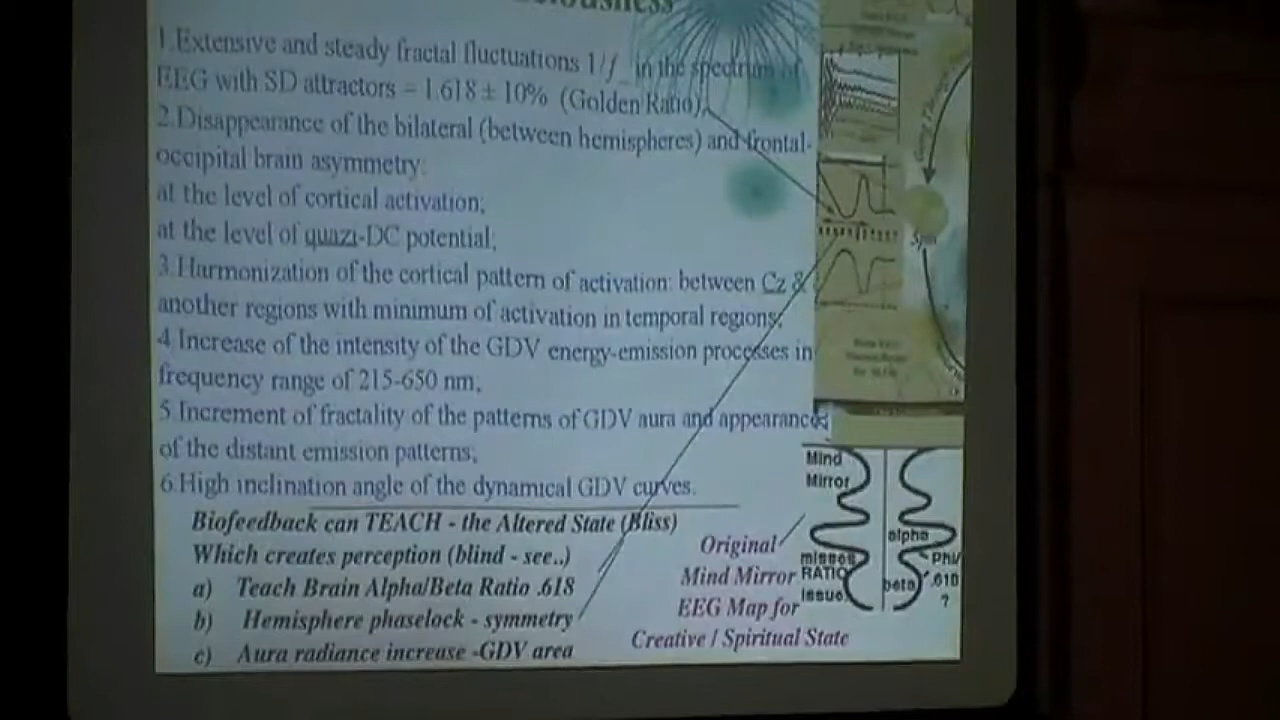 1.Extensive and steady fractal fluctuations 1/f in the spectrum of
EEG with SD attractors = 1.618 ± 10% (Golden Ratio);
2.Disappearance of the bilateral (between hemispheres) and frontal-
occipital brain asymmetry:
at the level of cortical activation;
at the level of quazi-DC potential;
3.Harmonization of the cortical pattern of activation: between Cz &
another regions with minimum of activation in temporal regions;
4.Increase of the intensity of the GDV energy-emission processes in
frequency range of 215-650 nm;
5.Increment of fractality of the patterns of GDV aura and appearances
of the distant emission patterns;
6.High inclination angle of the dynamical GDV curves.
Biofeedback can TEACH - the Altered State (Bliss)
Which creates perception (blind - see..)
a) Teach Brain Alpha/Beta Ratio .618
b) Hemisphere phaselock - symmetry
c) Aura radiance increase -GDV area
Original
Mind Mirror
EEG Map for
Creative / Spiritual State
Mind
Mirror
misses
RATIO
issue
alpha
beta
Phi/
.618
?